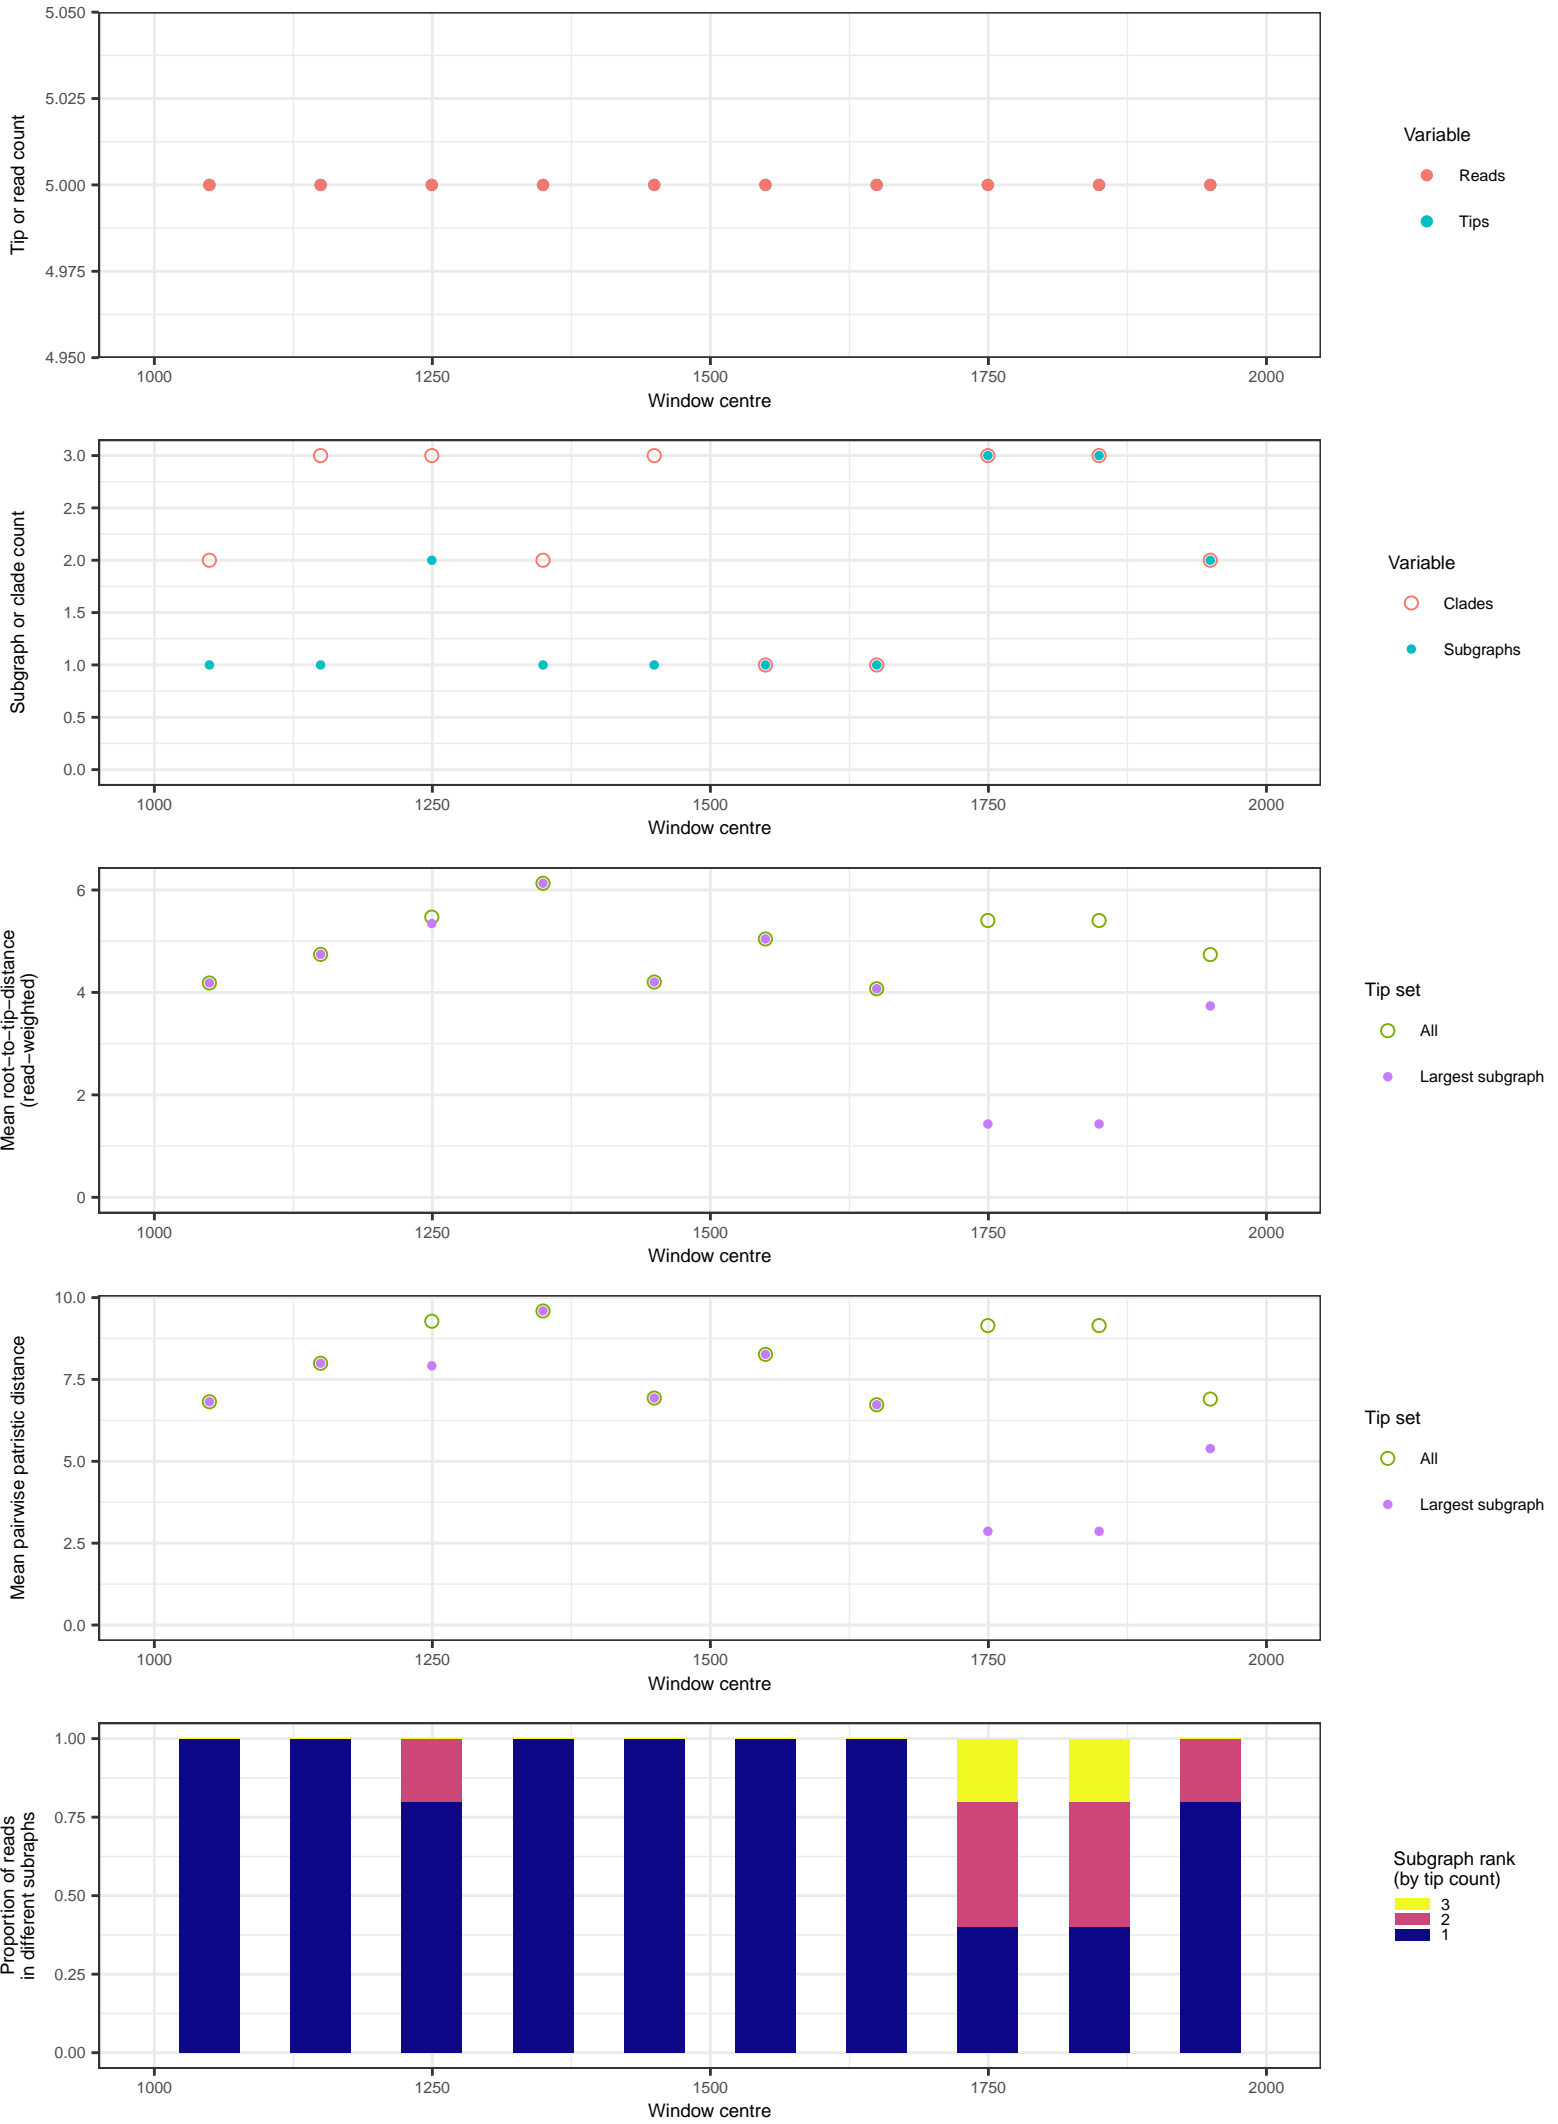 5.050
5.025
5.000
4.975
4.950
Tip or read count
1000 1250 1500 1750 2000
Window centre
Variable
Reads
Tips
3.0
2.5
2.0
1.5
1.0
0.5
0.0
Subgraph or clade count
1000 1250 1500 1750 2000
Window centre
Variable
Clades
Subgraphs
6
4
2
0
Mean root−to−tip−distance
(read−weighted)
1000 1250 1500 1750 2000
Window centre
Tip set
All
Largest subgraph
10.0
7.5
5.0
2.5
0.0
Mean pairwise patristic distance
1000 1250 1500 1750 2000
Window centre
Tip set
All
Largest subgraph
1.00
0.75
0.50
0.25
0.00
Proportion of reads
in different subraphs
1000 1250 1500 1750 2000
Window centre
Subgraph rank
(by tip count)
3
2
1